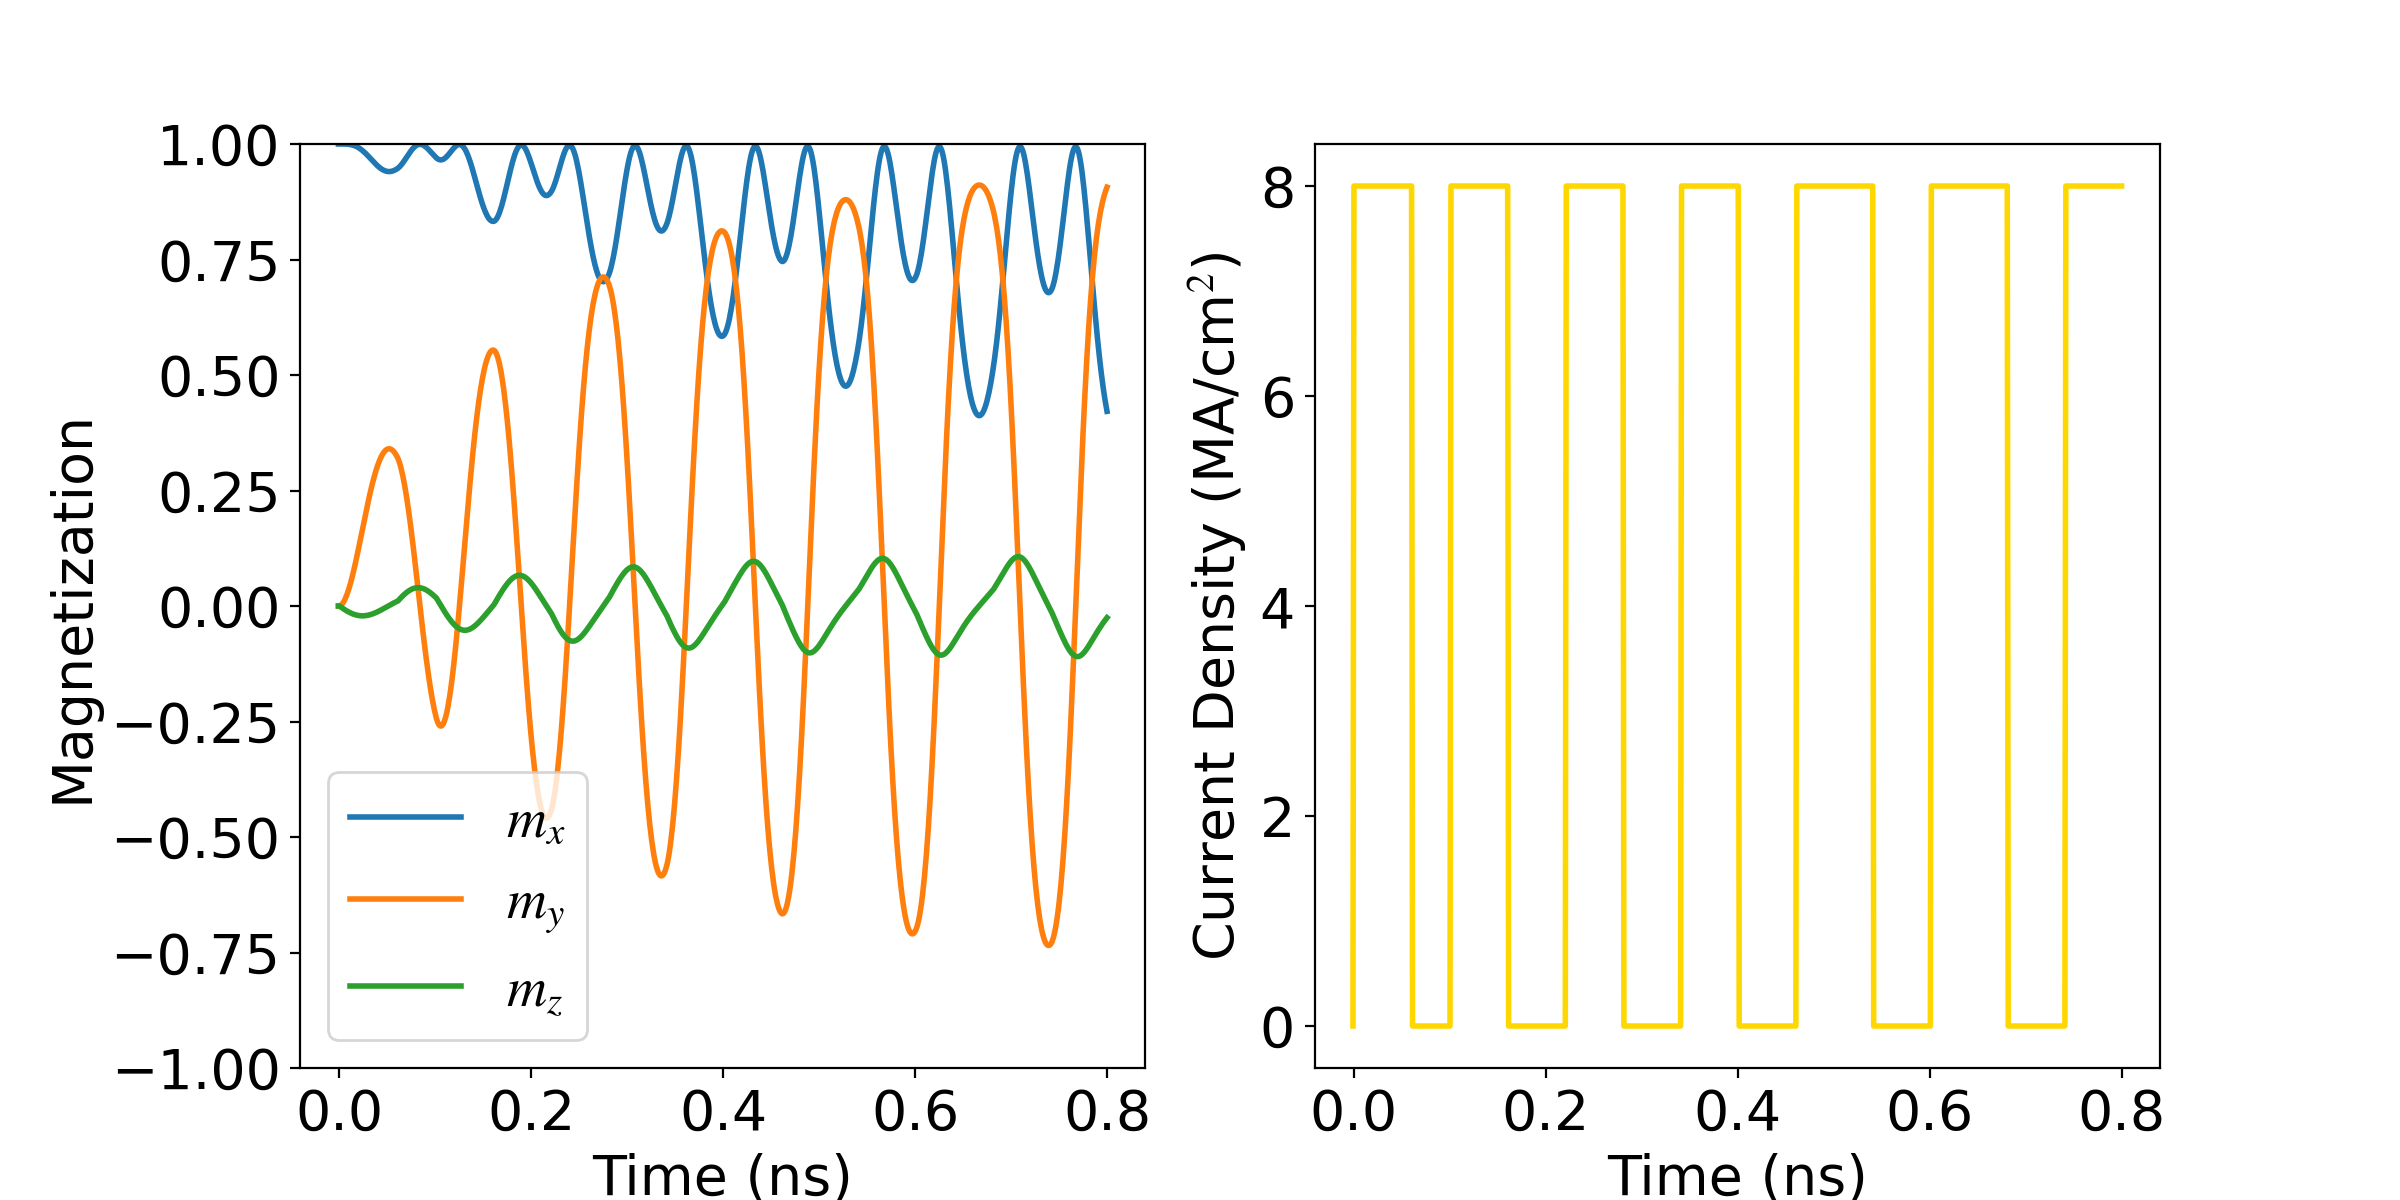 1.00
0.75
0.50
0.25
0.00
−0.25
−0.50
−0.75
−1.00
Magnetization
m_x
m_y
m_z
0.0 0.2 0.4 0.6 0.8
Time (ns)
8
6
4
2
0
Current Density (MA/cm²)
0.0 0.2 0.4 0.6 0.8
Time (ns)